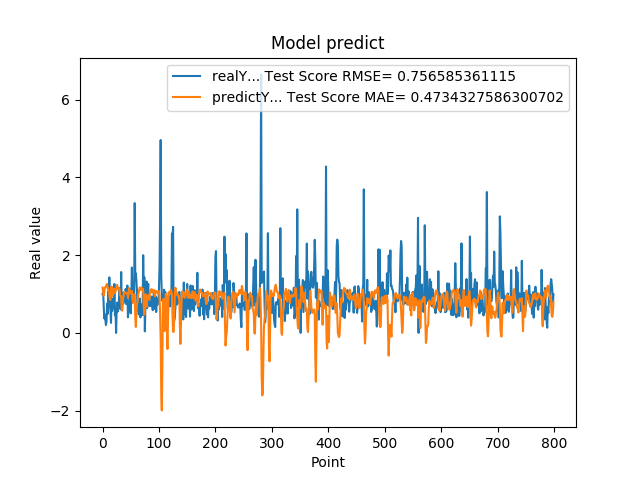 Model predict
realY... Test Score RMSE= 0.756585361115
predictY... Test Score MAE= 0.4734327586300702
Real value
6
4
2
0
−2
0 100 200 300 400 500 600 700 800
Point